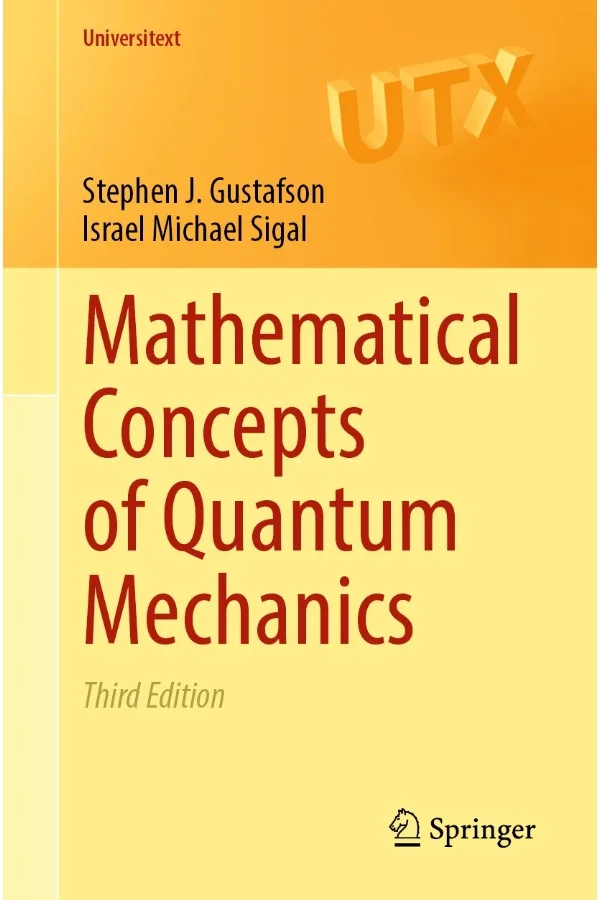 Universitext
UTX
Stephen J. Gustafson
Israel Michael Sigal
Mathematical
Concepts
of Quantum
Mechanics
Third Edition
Springer